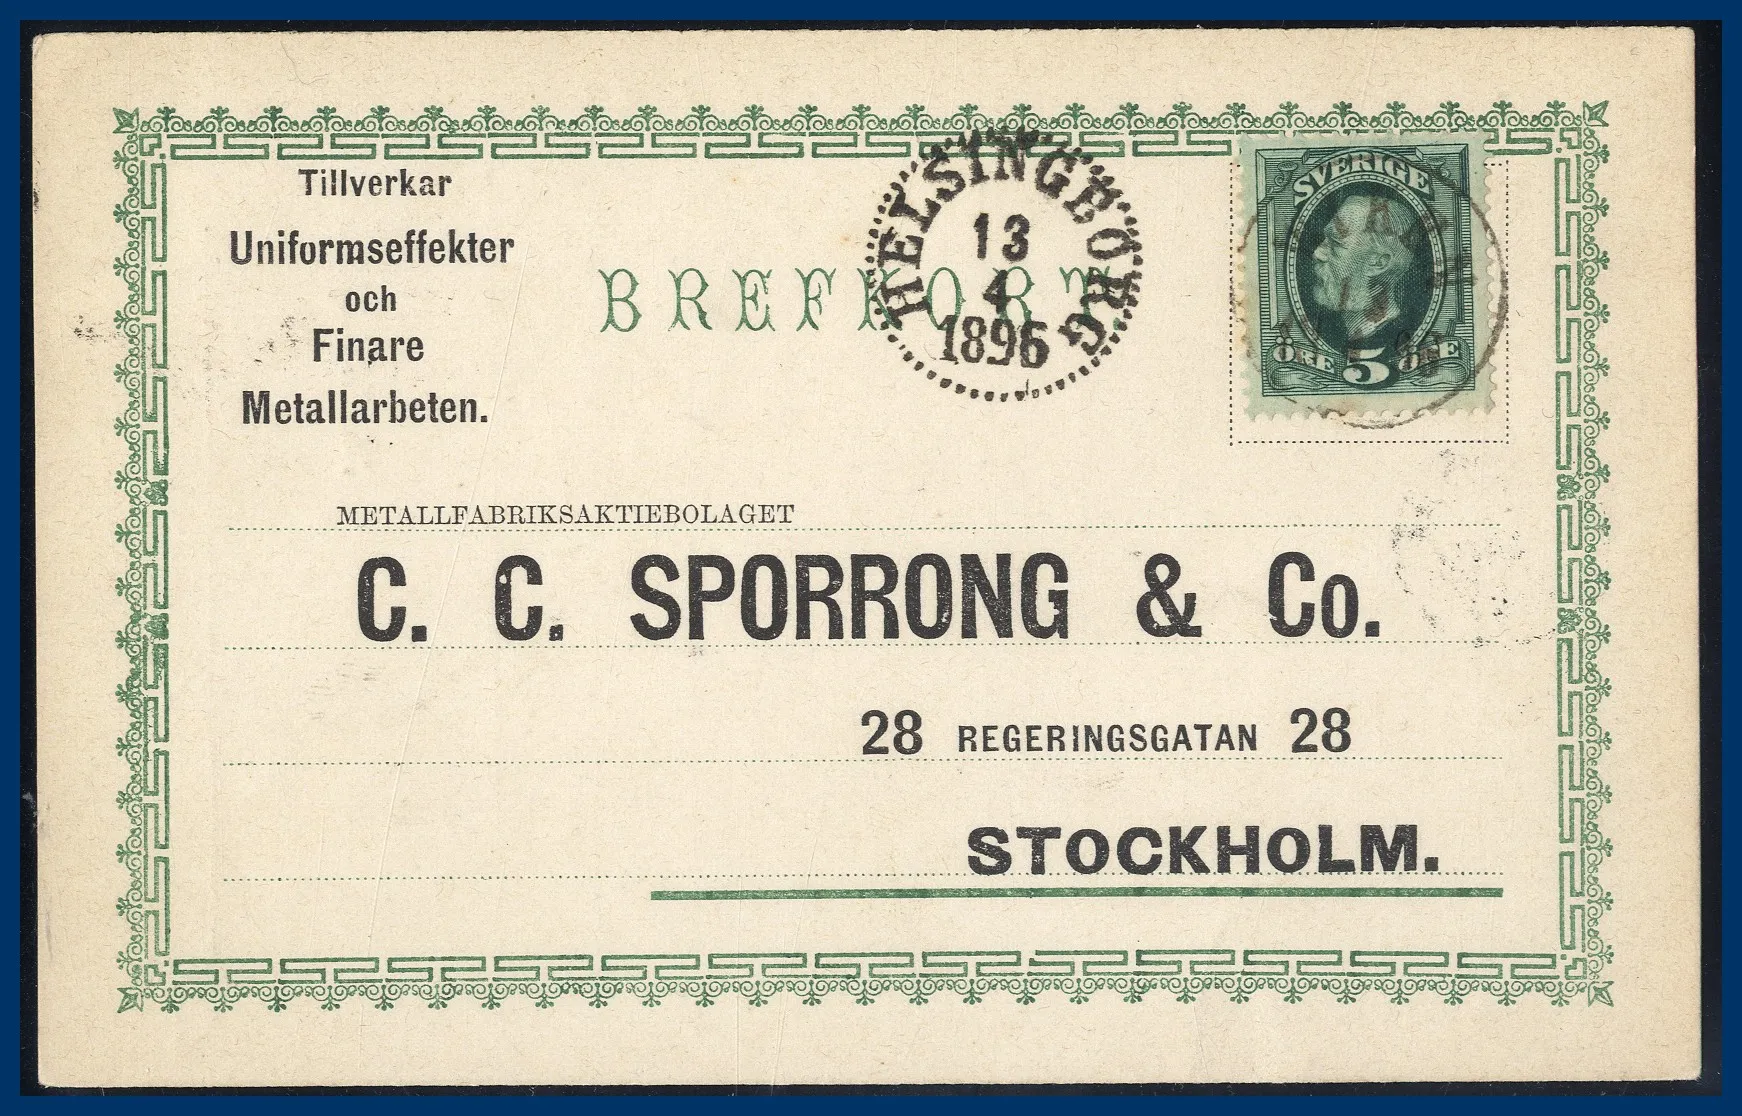 Tillverkar
Uniformseffekter
och
Finare
Metallarbeten.
BREFKORT.
HELSINGBORG
13
4
1896
SVERIGE
ÖRE 5 ÖRE
METALLFABRIKSAKTIEBOLAGET
C. C. SPORRONG & Co.
28 REGERINGSGATAN 28
STOCKHOLM.